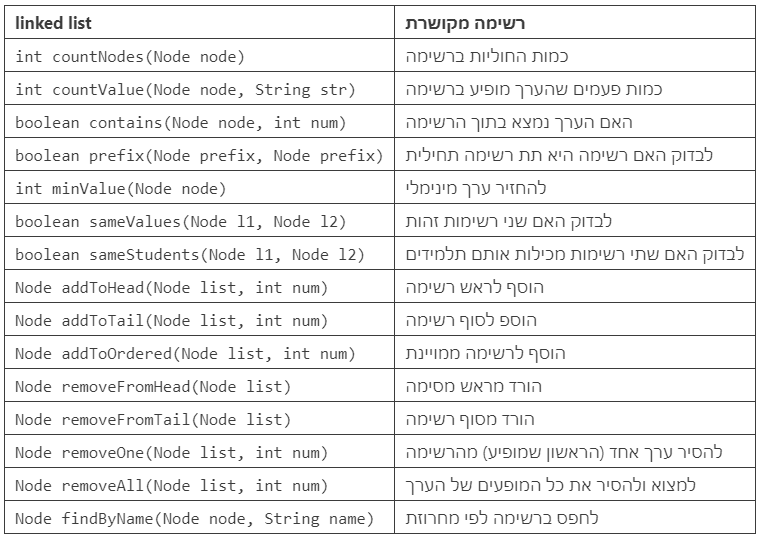 linked list רשימה מקושרת
int countNodes(Node node) כמות החוליות ברשימה
int countValue(Node node, String str) כמות פעמים שהערך מופיע ברשימה
boolean contains(Node node, int num) האם הערך נמצא בתוך הרשימה
boolean prefix(Node prefix, Node prefix) לבדוק האם רשימה היא תת רשימה תחילית
int minValue(Node node) להחזיר ערך מינימלי
boolean sameValues(Node l1, Node l2) לבדוק האם שני רשימות זהות
boolean sameStudents(Node l1, Node l2) לבדוק האם שתי רשימות מכילות אותם תלמידים
Node addToHead(Node list, int num) הוסף לראש רשימה
Node addToTail(Node list, int num) הוספ לסוף רשימה
Node addToOrdered(Node list, int num) הוסף לרשימה ממויינת
Node removeFromHead(Node list) הורד מראש מסימה
Node removeFromTail(Node list) הורד מסוף רשימה
Node removeOne(Node list, int num) להסיר ערך אחד (הראשון שמופיע) מהרשימה
Node removeAll(Node list, int num) למצוא ולהסיר את כל המופעים של הערך
Node findByName(Node node, String name) לחפס ברשימה לפי מחרוזת